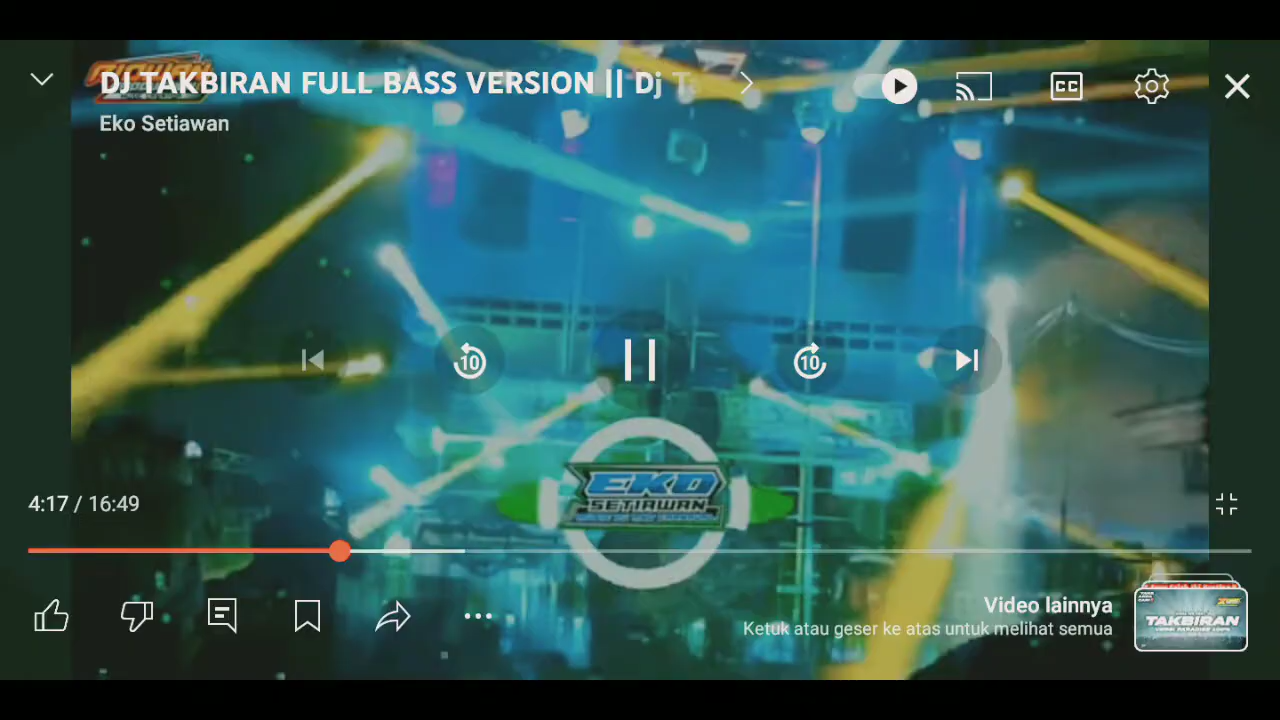 DJ TAKBIRAN FULL BASS VERSION || Dj T
Eko Setiawan
CC
10
10
EKO
SETIAWAN
4:17 / 16:49
Video lainnya
Ketuk atau geser ke atas untuk melihat semua
TAKBIRAN